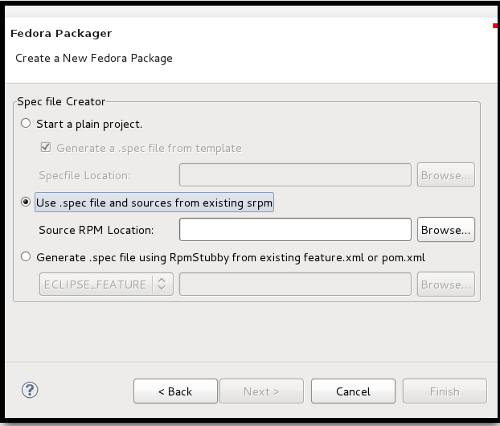 Fedora Packager
Create a New Fedora Package
Spec file Creator
Start a plain project.
Generate a .spec file from template
Specfile Location:
Browse...
Use .spec file and sources from existing srpm
Source RPM Location:
Browse...
Generate .spec file using RpmStubby from existing feature.xml or pom.xml
ECLIPSE_FEATURE
Browse...
?
< Back
Next >
Cancel
Finish